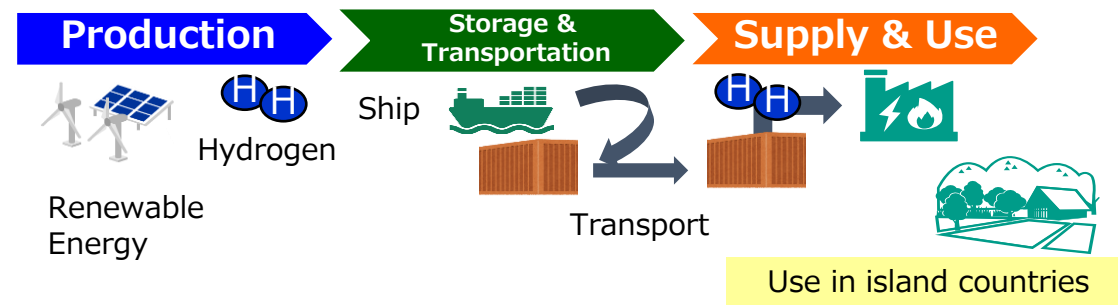 Production
Storage &
Transportation
Supply & Use
H
H
Hydrogen
Renewable
Energy
Ship
Transport
H
H
Use in island countries